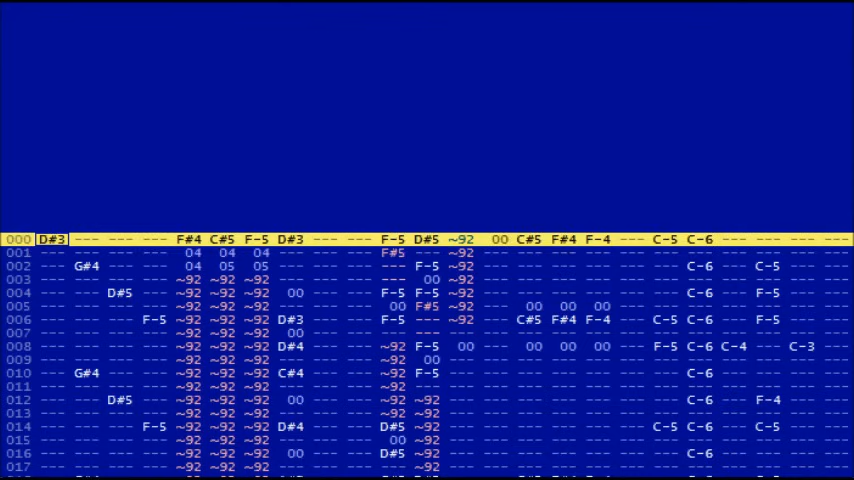 000 D#3 --- --- --- F#4 C#5 F-5 D#3 --- --- F-5 D#5 ~92 00 C#5 F#4 F-4 --- C-5 C-6 --- --- --- ---
001 --- --- --- --- 04 04 04 --- --- --- F#5 --- ~92 --- --- --- --- --- --- --- --- --- --- ---
002 --- G#4 --- --- 04 05 05 --- --- --- --- F-5 ~92 --- --- --- --- --- --- C-6 --- C-5 --- ---
003 --- --- --- --- ~92 ~92 ~92 --- --- --- --- 00 ~92 --- --- --- --- --- --- --- --- --- --- ---
004 --- --- D#5 --- ~92 ~92 ~92 00 --- --- F-5 F-5 ~92 --- --- --- --- --- --- C-6 --- F-5 --- ---
005 --- --- --- --- ~92 ~92 ~92 --- --- --- 00 F#5 ~92 --- 00 00 00 --- --- --- --- --- --- ---
006 --- --- --- F-5 ~92 ~92 ~92 D#3 --- --- F-5 --- ~92 --- C#5 F#4 F-4 --- C-5 C-6 --- F-5 --- ---
007 --- --- --- --- ~92 ~92 ~92 00 --- --- --- --- --- --- --- --- --- --- --- --- --- --- --- ---
008 --- --- --- --- ~92 ~92 ~92 D#4 --- --- ~92 F-5 00 --- 00 00 00 --- F-5 C-6 C-4 --- C-3 ---
009 --- --- --- --- ~92 ~92 ~92 --- --- --- ~92 00 --- --- --- --- --- --- --- --- --- --- --- ---
010 --- G#4 --- --- ~92 ~92 ~92 C#4 --- --- ~92 F-5 --- --- --- --- --- --- --- C-6 --- --- --- ---
011 --- --- --- --- ~92 ~92 ~92 --- --- --- ~92 --- --- --- --- --- --- --- --- --- --- --- --- ---
012 --- --- D#5 --- ~92 ~92 ~92 00 --- --- ~92 ~92 --- --- --- --- --- --- --- C-6 --- F-4 --- ---
013 --- --- --- --- ~92 ~92 ~92 --- --- --- ~92 ~92 --- --- --- --- --- --- --- --- --- --- --- ---
014 --- --- --- F-5 ~92 ~92 ~92 D#4 --- --- D#5 ~92 --- --- --- --- --- --- C-5 C-6 --- C-5 --- ---
015 --- --- --- --- ~92 ~92 ~92 --- --- --- 00 ~92 --- --- --- --- --- --- --- --- --- --- --- ---
016 --- --- --- --- ~92 ~92 ~92 00 --- --- D#5 ~92 --- --- --- --- --- --- --- C-6 --- --- --- ---
017 --- --- --- --- ~92 ~92 ~92 --- --- --- --- ~92 --- --- --- --- --- --- --- --- --- --- --- ---